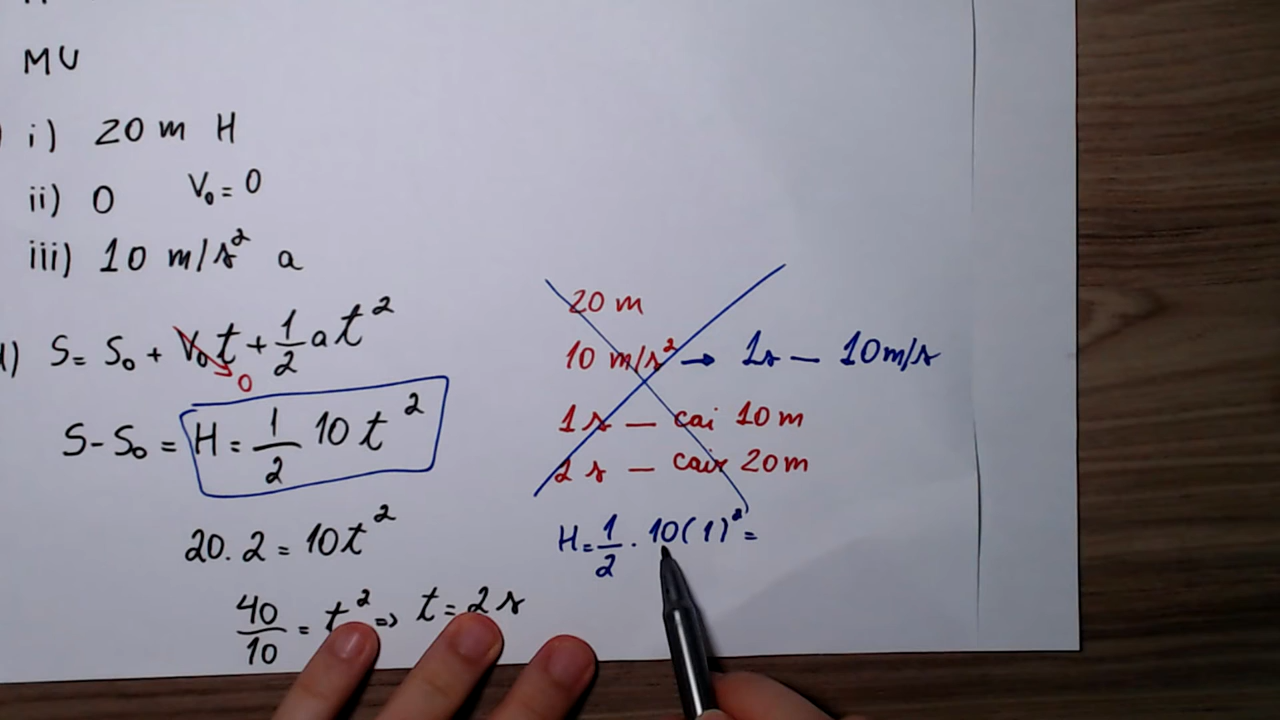 MU
i) 20 m H
ii) 0 V₀ = 0
iii) 10 m/s² a
S = S₀ + V₀t + 1/2 at²
0
S - S₀ = H = 1/2 10 t²
20 . 2 = 10t²
40/10 = t² => t = 2 s
20 m
10 m/s² → 1s — 10m/s
1 s — cai 10 m
2 s — cair 20 m
H = 1/2 . 10(1)² =